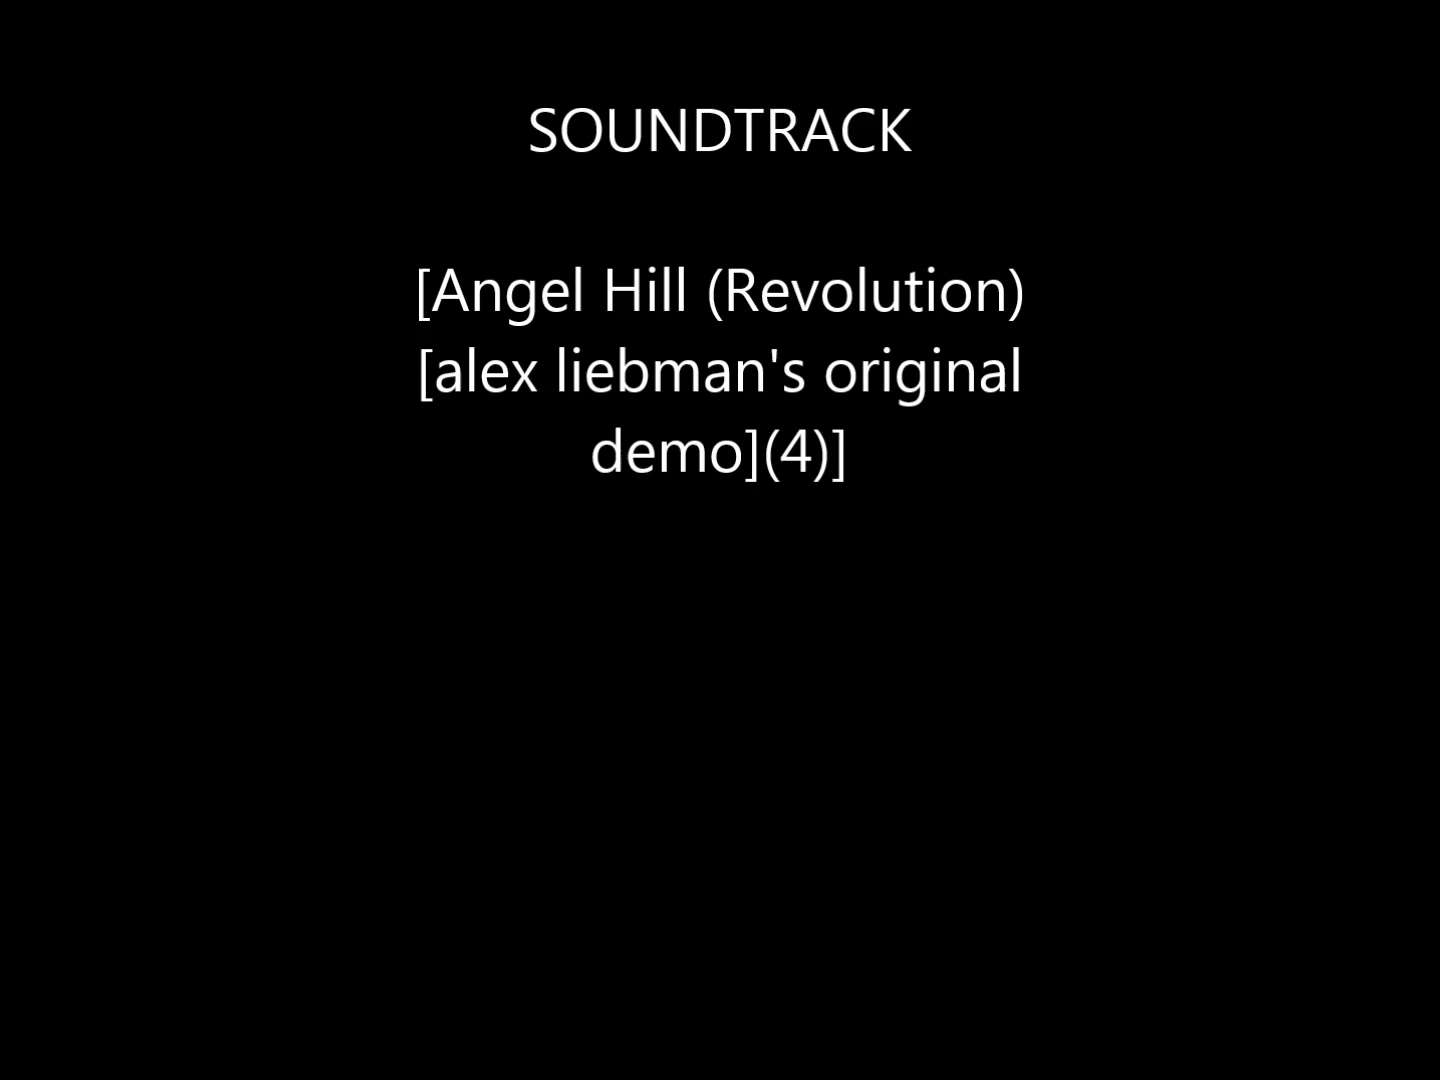 SOUNDTRACK
[Angel Hill (Revolution)
[alex liebman's original
demo](4)]